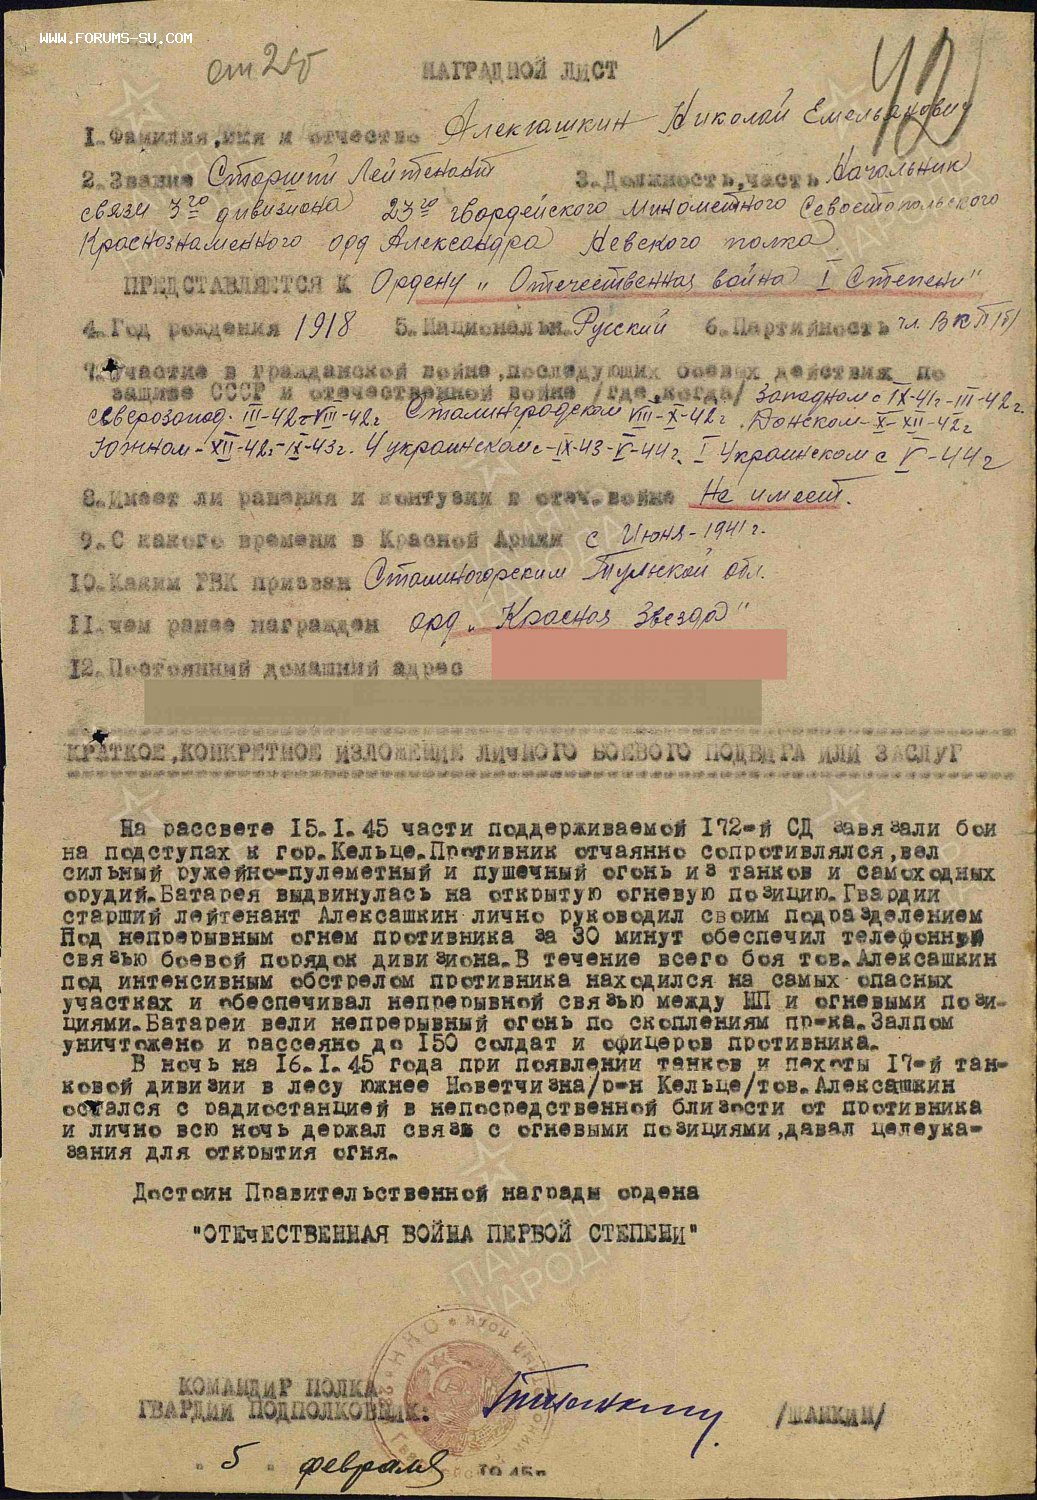 WWW.FORUMS-SU.COM
от 2
42
НАГРАДНОЙ ЛИСТ
1.Фамилия,имя и отчество Алексашкин Николай Емельянович
2.Звание Старший Лейтенант 3.Должность,часть Начальник
связи 3го дивизиона 23го гвардейского минометного Севостопольского
Краснознаменного орд Александра Невского полка
ПРЕДСТАВЛЯЕТСЯ К Ордену „Отечественная война I Степени"
4.Год рождения 1918 5.Национальн. Русский 6.Партийность чл. ВКП(б)
7.Участие в гражданской войне,последующих боевых действиях по
защите СССР и отечественной войне /где,когда/ Западном с IX-41г-III-42г.
северозапад. III-42г-VIII-42г Сталинградском VIII-X-42г. Донском-X-XII-42г
Южном-XII-42г-IX-43г. 4 украинском с-IX-43-V-44г. I Украинском с V-44г
8.Имеет ли ранения и контузии в отеч.войне Не имеет.
9.С какого времени в Красной Армии с Июня-1941г.
10.Каким РВК призван Сталиногорским Тульской обл.
11.чем ранее награжден орд „Красная Звезда"
12.Постоянный домашний адрес
КРАТКОЕ,КОНКРЕТНОЕ ИЗЛОЖЕНИЕ ЛИЧНОГО БОЕВОГО ПОДВИГА ИЛИ ЗАСЛУГ
На рассвете 15.I.45 части поддерживаемой 172-й СД завязали бои
на подступах к гор.Кельце.Противник отчаянно сопротивлялся,вел
сильный ружейно-пулеметный и пушечный огонь из танков и самоходных
орудий.Батарея выдвинулась на открытую огневую позицию.Гвардии
старший лейтенант Алексашкин лично руководил своим подразделением
Под непрерывным огнем противника за 30 минут обеспечил телефонной
связью боевой порядок дивизиона.В течение всего боя тов.Алексашкин
под интенсивным обстрелом противника находился на самых опасных
участках и обеспечивал непрерывной связью между НП и огневыми пози-
циями.Батареи вели непрерывный огонь по скоплениям пр-ка.Залпом
уничтожено и рассеяно до 150 солдат и офицеров противника.
В ночь на 16.I.45 года при появлении танков и пехоты 17-й тан-
ковой дивизии в лесу южнее Новетчизна/р-н Кельце/тов.Алексашкин
остался с радиостанцией в непосредственной близости от противника
и лично всю ночь держал связь с огневыми позициями,давал целеука-
зания для открытия огня.
Достоин Правительственной награды ордена
"ОТЕЧЕСТВЕННАЯ ВОЙНА ПЕРВОЙ СТЕПЕНИ"
КОМАНДИР ПОЛКА
ГВАРДИИ ПОДПОЛКОВНИК: /ШАНКИН/
"5" февраля 1945г.